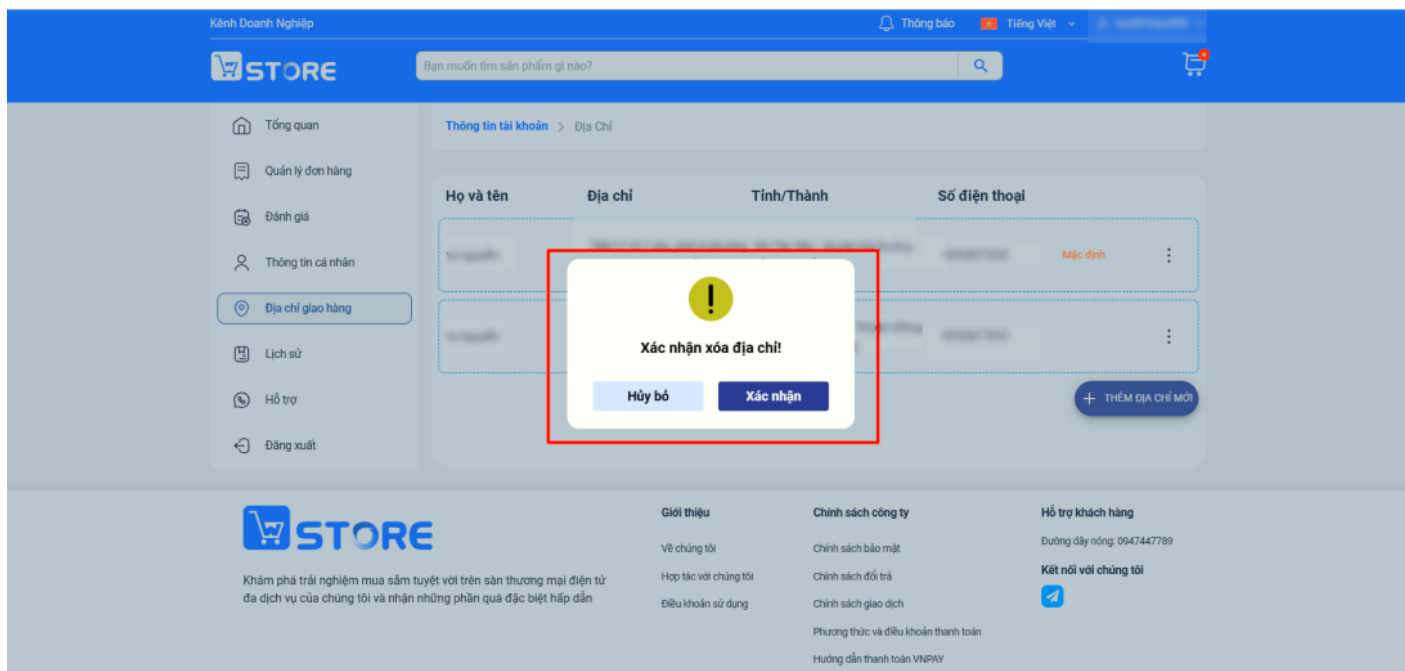 Kênh Doanh Nghiệp
Thông báo
Tiếng Việt
STORE
Bạn muốn tìm sản phẩm gì nào?
Tổng quan
Quản lý đơn hàng
Đánh giá
Thông tin cá nhân
Địa chỉ giao hàng
Lịch sử
Hỗ trợ
Đăng xuất
Thông tin tài khoản > Địa Chỉ
Họ và tên Địa chỉ Tỉnh/Thành Số điện thoại
Mặc định
Xác nhận xóa địa chỉ!
Hủy bỏ
Xác nhận
+ THÊM ĐỊA CHỈ MỚI
STORE
Khám phá trải nghiệm mua sắm tuyệt vời trên sàn thương mại điện tử
đa dịch vụ của chúng tôi và nhận những phần quà đặc biệt hấp dẫn
Giới thiệu
Về chúng tôi
Hợp tác với chúng tôi
Điều khoản sử dụng
Chính sách công ty
Chính sách bảo mật
Chính sách đổi trả
Chính sách giao dịch
Phương thức và điều khoản thanh toán
Hướng dẫn thanh toán VNPAY
Hỗ trợ khách hàng
Đường dây nóng: 0947447789
Kết nối với chúng tôi